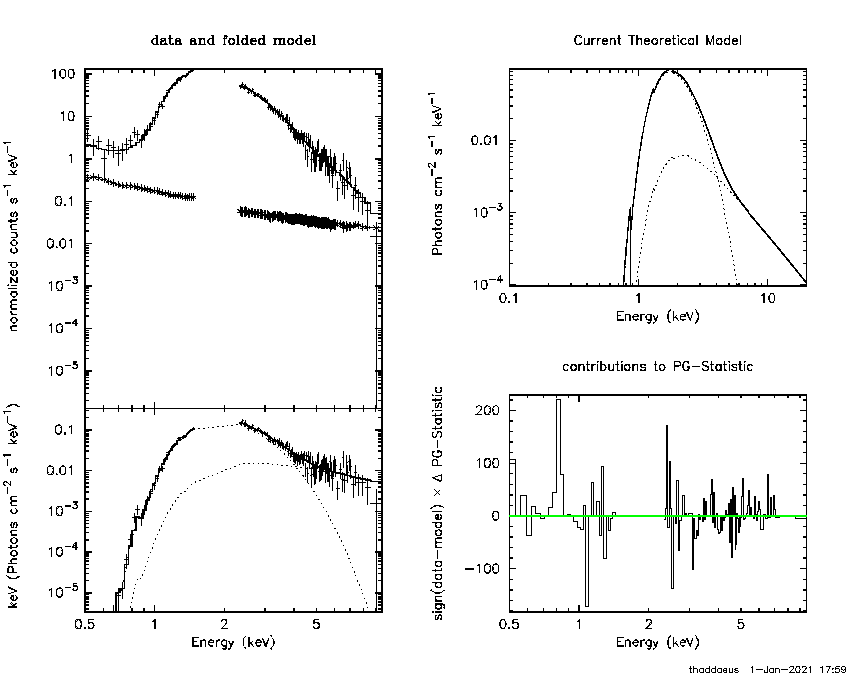 data and folded model
normalized counts s⁻¹ keV⁻¹
100
10
1
0.1
0.01
10⁻³
10⁻⁴
10⁻⁵
keV (Photons cm⁻² s⁻¹ keV⁻¹)
0.1
0.01
10⁻³
10⁻⁴
10⁻⁵
0.5 1 2 5
Energy (keV)
Current Theoretical Model
Photons cm⁻² s⁻¹ keV⁻¹
0.01
10⁻³
10⁻⁴
0.1 1 10
Energy (keV)
contributions to PG-Statistic
sign(data-model) × Δ PG-Statistic
200
100
0
-100
0.5 1 2 5
Energy (keV)
thaddaeus 1-Jan-2021 17:59